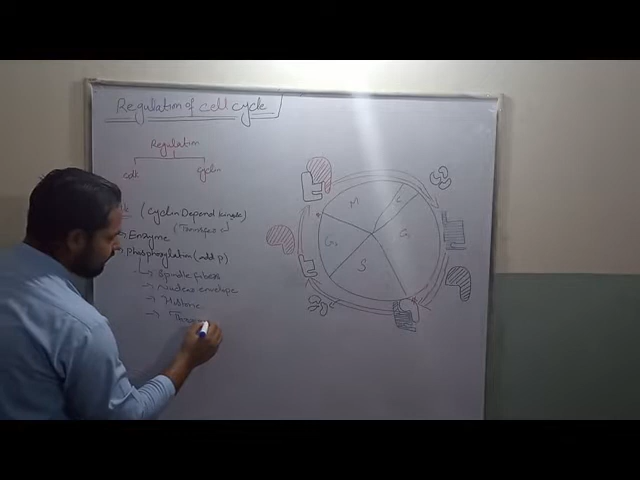 Regulation of cell cycle
Regulation
cdk cyclin
(cyclin Depend kinase)
(Transfer
Enzyme
Phosphorylation (add P)
→ Spindle fibers
→ Nuclear envelope
→ Histone
→
M
C
G₁
S
G₂